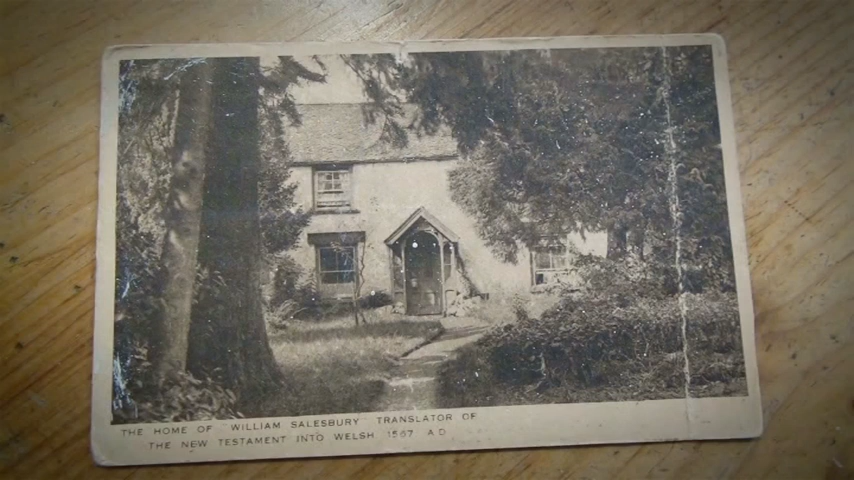 THE HOME OF "WILLIAM SALESBURY" TRANSLATOR OF
THE NEW TESTAMENT INTO WELSH 1567 A D